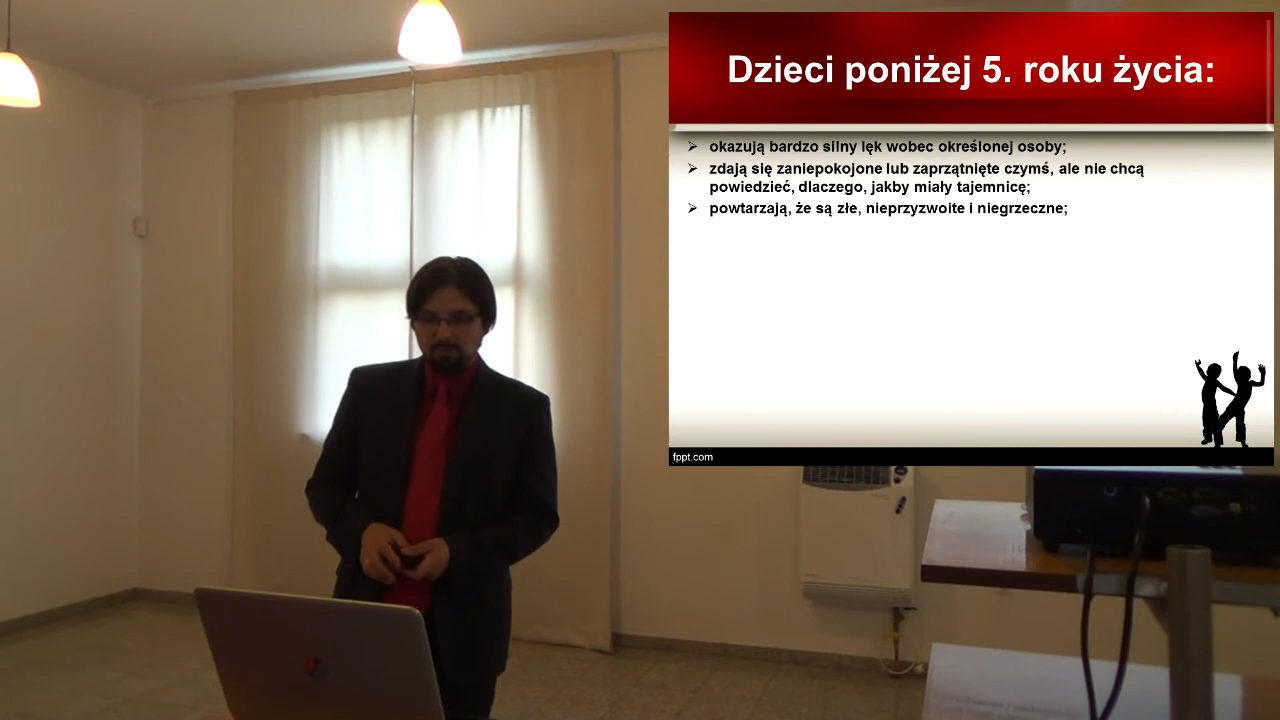 Dzieci poniżej 5. roku życia:
okazują bardzo silny lęk wobec określonej osoby;
zdają się zaniepokojone lub zaprzątnięte czymś, ale nie chcą
powiedzieć, dlaczego, jakby miały tajemnicę;
powtarzają, że są złe, nieprzyzwoite i niegrzeczne;
fppt.com